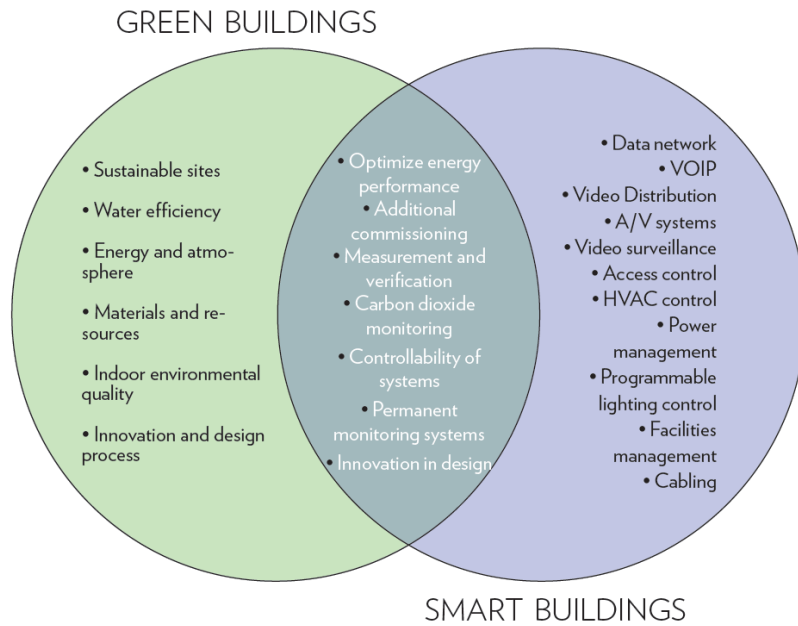 GREEN BUILDINGS
• Sustainable sites
• Water efficiency
• Energy and atmo-
sphere
• Materials and re-
sources
• Indoor environmental
quality
• Innovation and design
process
• Optimize energy
performance
• Additional
commissioning
• Measurement and
verification
• Carbon dioxide
monitoring
• Controllability of
systems
• Permanent
monitoring systems
• Innovation in design
• Data network
• VOIP
• Video Distribution
• A/V systems
• Video surveillance
• Access control
• HVAC control
• Power
management
• Programmable
lighting control
• Facilities
management
• Cabling
SMART BUILDINGS